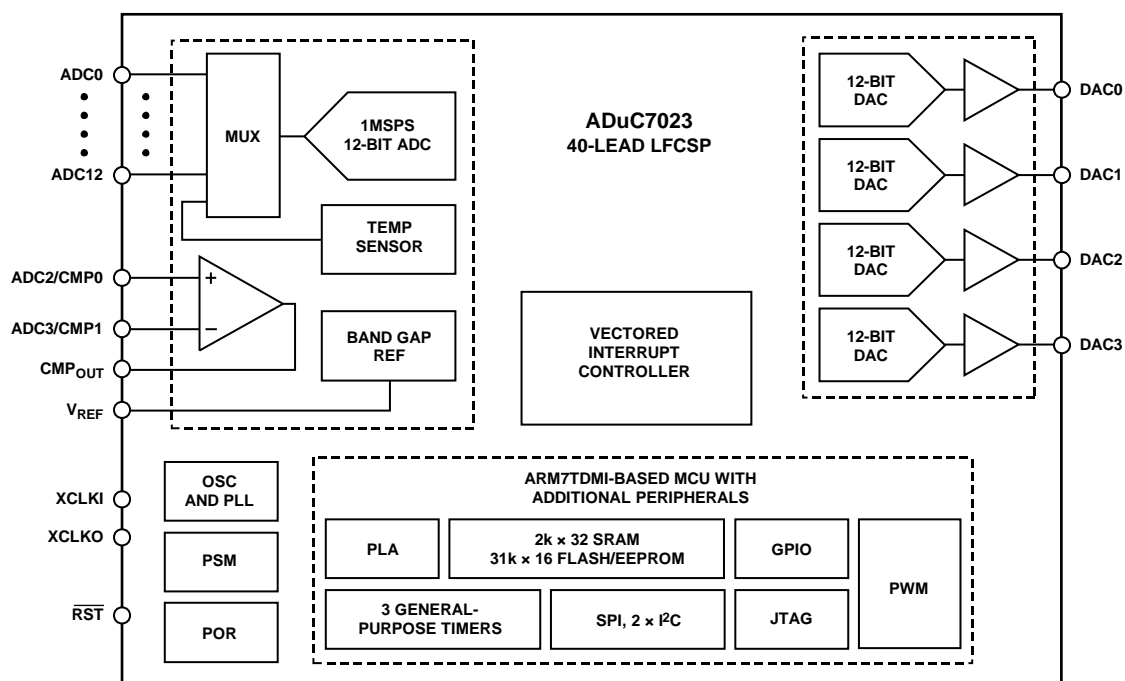 ADC0
ADC12
ADC2/CMP0
ADC3/CMP1
CMPOUT
VREF
XCLKI
XCLKO
RST
MUX
1MSPS
12-BIT ADC
TEMP
SENSOR
+
−
BAND GAP
REF
ADuC7023
40-LEAD LFCSP
VECTORED
INTERRUPT
CONTROLLER
12-BIT
DAC
12-BIT
DAC
12-BIT
DAC
12-BIT
DAC
DAC0
DAC1
DAC2
DAC3
OSC
AND PLL
PSM
POR
ARM7TDMI-BASED MCU WITH
ADDITIONAL PERIPHERALS
PLA
2k × 32 SRAM
31k × 16 FLASH/EEPROM
GPIO
PWM
3 GENERAL-
PURPOSE TIMERS
SPI, 2 × I²C
JTAG